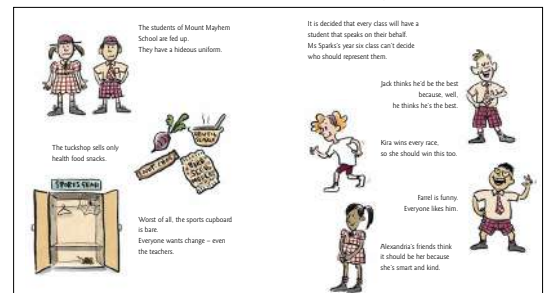 The students of Mount Mayhem
School are fed up.
They have a hideous uniform.
The tuckshop sells only
health food snacks.
SPORTS GEAR
Worst of all, the sports cupboard
is bare.
Everyone wants change – even
the teachers.
It is decided that every class will have a
student that speaks on their behalf.
Ms Sparks's year six class can't decide
who should represent them.
Jack thinks he'd be the best
because, well,
he thinks he's the best.
Kira wins every race,
so she should win this too.
Farrel is funny.
Everyone likes him.
Alexandria's friends think
it should be her because
she's smart and kind.